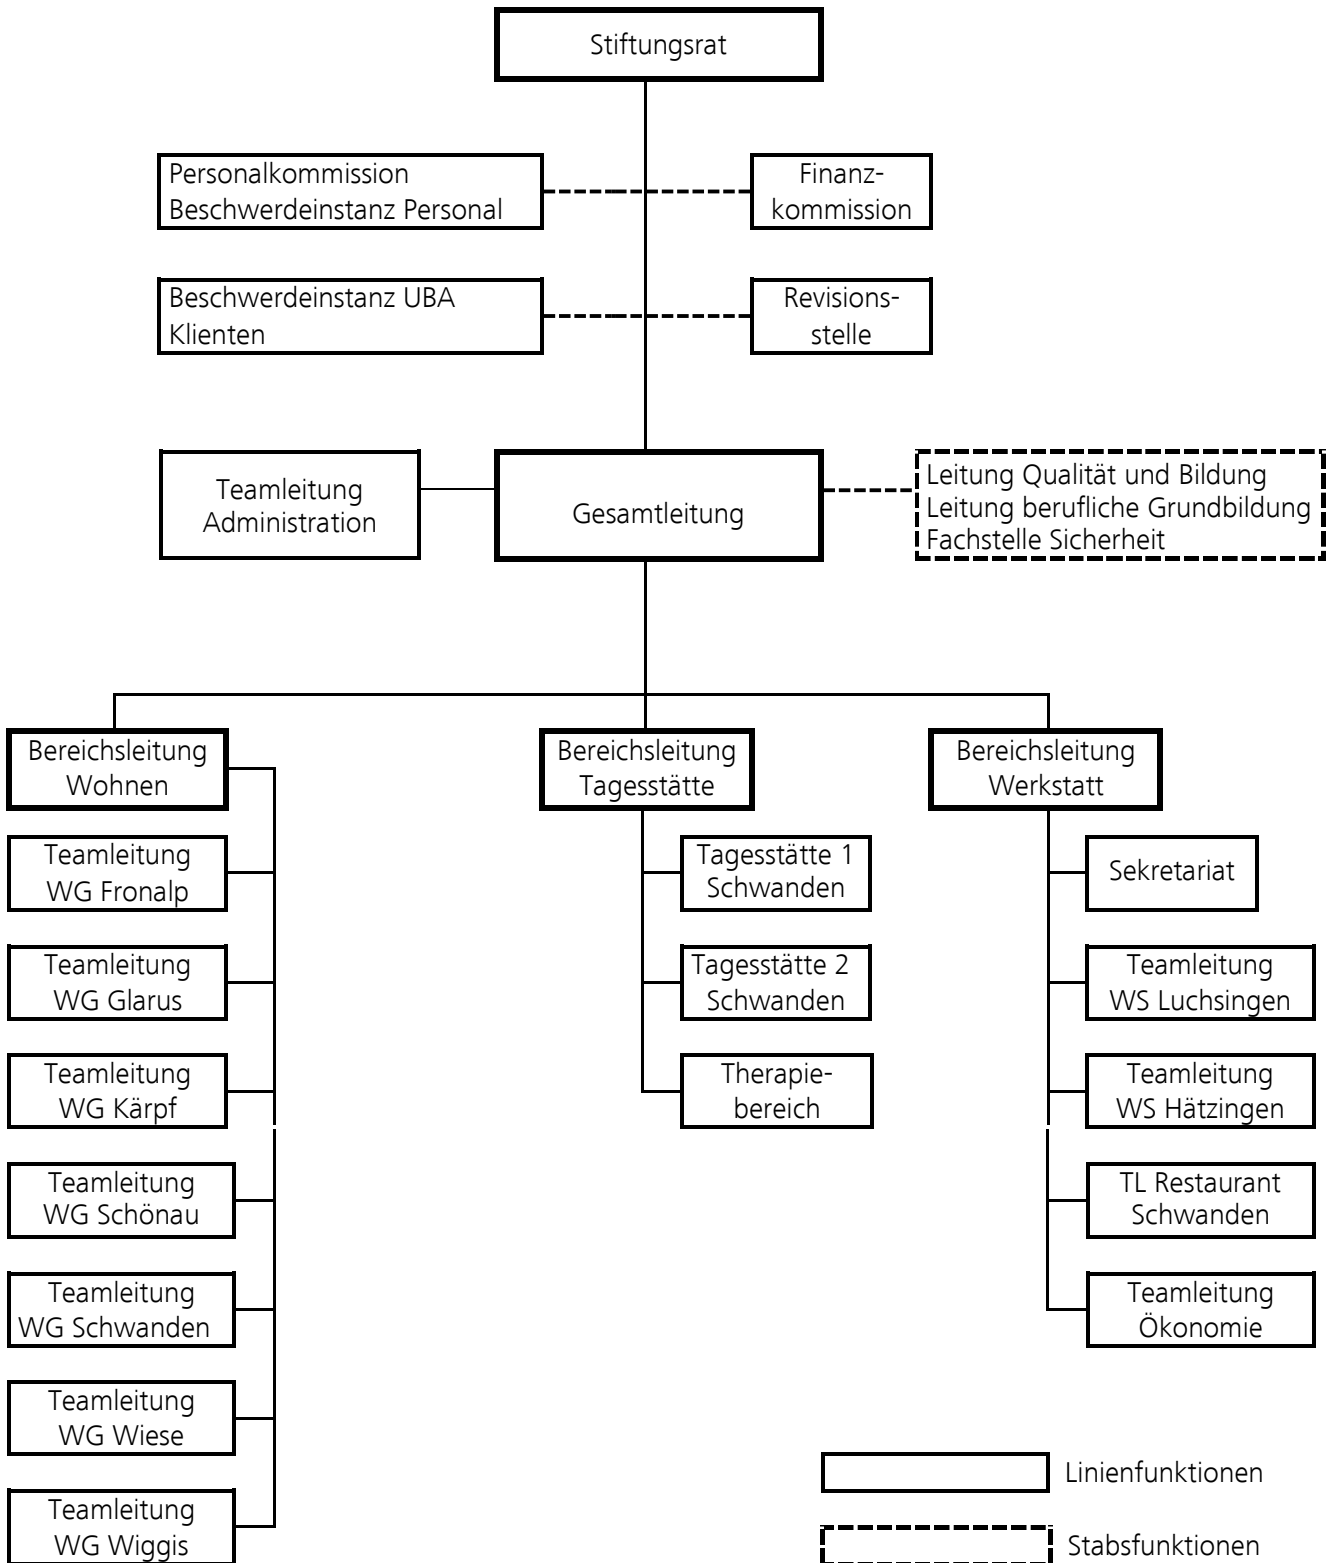 Stiftungsrat
Personalkommission
Beschwerdeinstanz Personal
Finanz-
kommission
Beschwerdeinstanz UBA
Klienten
Revisions-
stelle
Teamleitung
Administration
Gesamtleitung
Leitung Qualität und Bildung
Leitung berufliche Grundbildung
Fachstelle Sicherheit
Bereichsleitung
Wohnen
Bereichsleitung
Tagesstätte
Bereichsleitung
Werkstatt
Teamleitung
WG Fronalp
Teamleitung
WG Glarus
Teamleitung
WG Kärpf
Teamleitung
WG Schönau
Teamleitung
WG Schwanden
Teamleitung
WG Wiese
Teamleitung
WG Wiggis
Tagesstätte 1
Schwanden
Tagesstätte 2
Schwanden
Therapie-
bereich
Sekretariat
Teamleitung
WS Luchsingen
Teamleitung
WS Hätzingen
TL Restaurant
Schwanden
Teamleitung
Ökonomie
Linienfunktionen
Stabsfunktionen